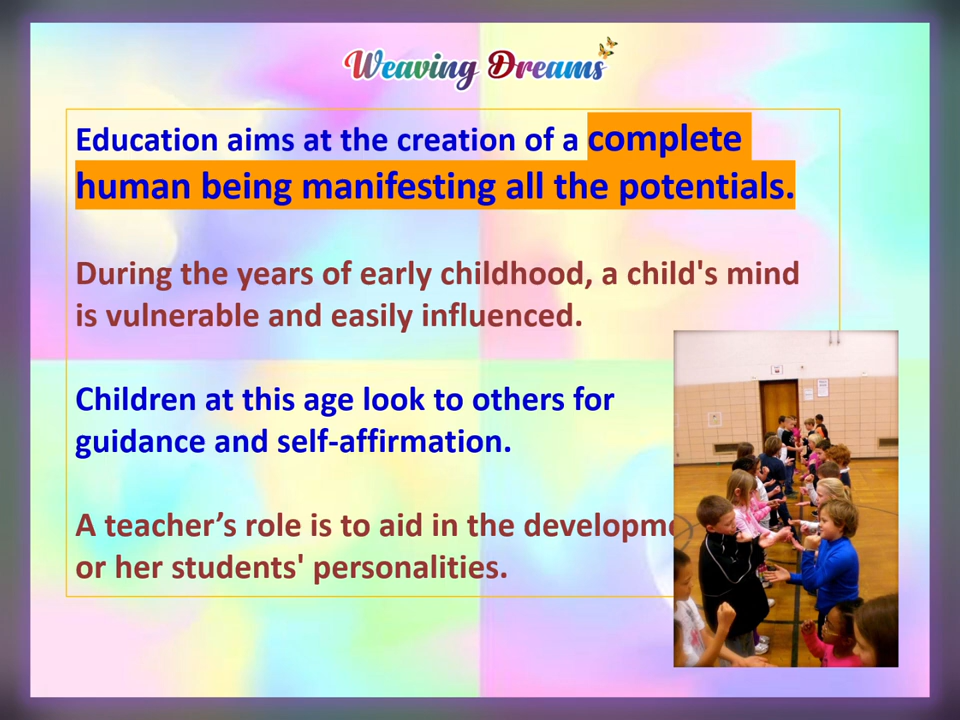 Weaving Dreams
Education aims at the creation of a complete
human being manifesting all the potentials.
During the years of early childhood, a child's mind
is vulnerable and easily influenced.
Children at this age look to others for
guidance and self-affirmation.
A teacher’s role is to aid in the developm
or her students' personalities.